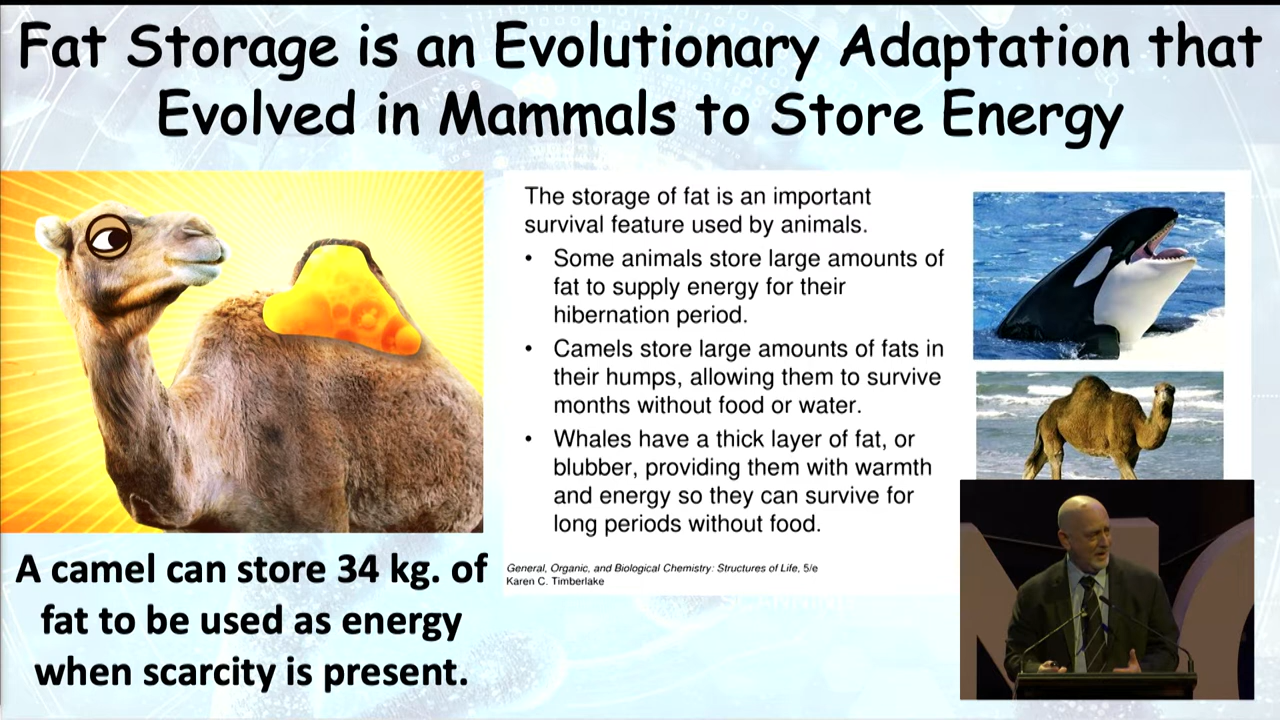 Fat Storage is an Evolutionary Adaptation that
Evolved in Mammals to Store Energy
The storage of fat is an important
survival feature used by animals.
• Some animals store large amounts of
fat to supply energy for their
hibernation period.
• Camels store large amounts of fats in
their humps, allowing them to survive
months without food or water.
• Whales have a thick layer of fat, or
blubber, providing them with warmth
and energy so they can survive for
long periods without food.
General, Organic, and Biological Chemistry: Structures of Life, 5/e
Karen C. Timberlake
A camel can store 34 kg. of
fat to be used as energy
when scarcity is present.